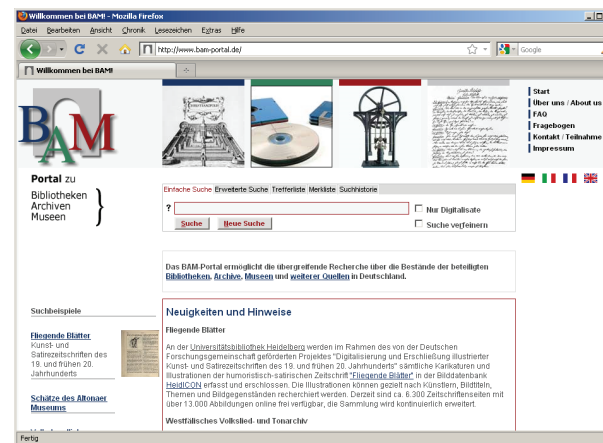 Willkommen bei BAM! - Mozilla Firefox
Datei Bearbeiten Ansicht Chronik Lesezeichen Extras Hilfe
http://www.bam-portal.de/
Google
Willkommen bei BAM!
BAM
Portal zu
Bibliotheken
Archiven
Museen
Start
Über uns / About us
FAQ
Fragebogen
Kontakt / Teilnahme
Impressum
Einfache Suche Erweiterte Suche Trefferliste Merkliste Suchhistorie
?
Nur Digitalisate
Suche Neue Suche
Suche verfeinern
Das BAM-Portal ermöglicht die übergreifende Recherche über die Bestände der beteiligten
Bibliotheken, Archive, Museen und weiterer Quellen in Deutschland.
Suchbeispiele
Fliegende Blätter
Kunst- und
Satirezeitschriften des
19. und frühen 20.
Jahrhunderts
Schätze des Altonaer
Museums
Neuigkeiten und Hinweise
Fliegende Blätter
An der Universitätsbibliothek Heidelberg werden im Rahmen des von der Deutschen
Forschungsgemeinschaft geförderten Projektes "Digitalisierung und Erschließung illustrierter
Kunst- und Satirezeitschriften des 19. und frühen 20. Jahrhunderts" sämtliche Karikaturen und
Illustrationen der humoristisch-satirischen Zeitschrift "Fliegende Blätter" in der Bilddatenbank
HeidICON erfasst und erschlossen. Die Illustrationen können gezielt nach Künstlern, Bildtiteln,
Themen und Bildgegenständen recherchiert werden. Derzeit sind ca. 6.300 Zeitschriftenseiten mit
über 13.000 Abbildungen online frei verfügbar, die Sammlung wird kontinuierlich erweitert.
Westfälisches Volkslied- und Tonarchiv
Fertig